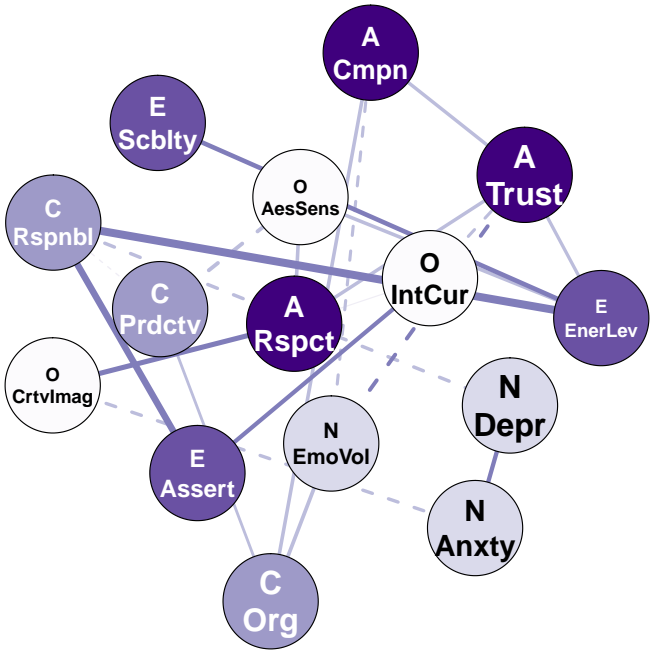 A
Cmpn
E
Scblty
A
Trust
O
AesSens
C
Rspnbl
O
IntCur
C
Prdctv
A
Rspct
E
EnerLev
O
CrtvImag
N
Depr
N
EmoVol
E
Assert
N
Anxty
C
Org